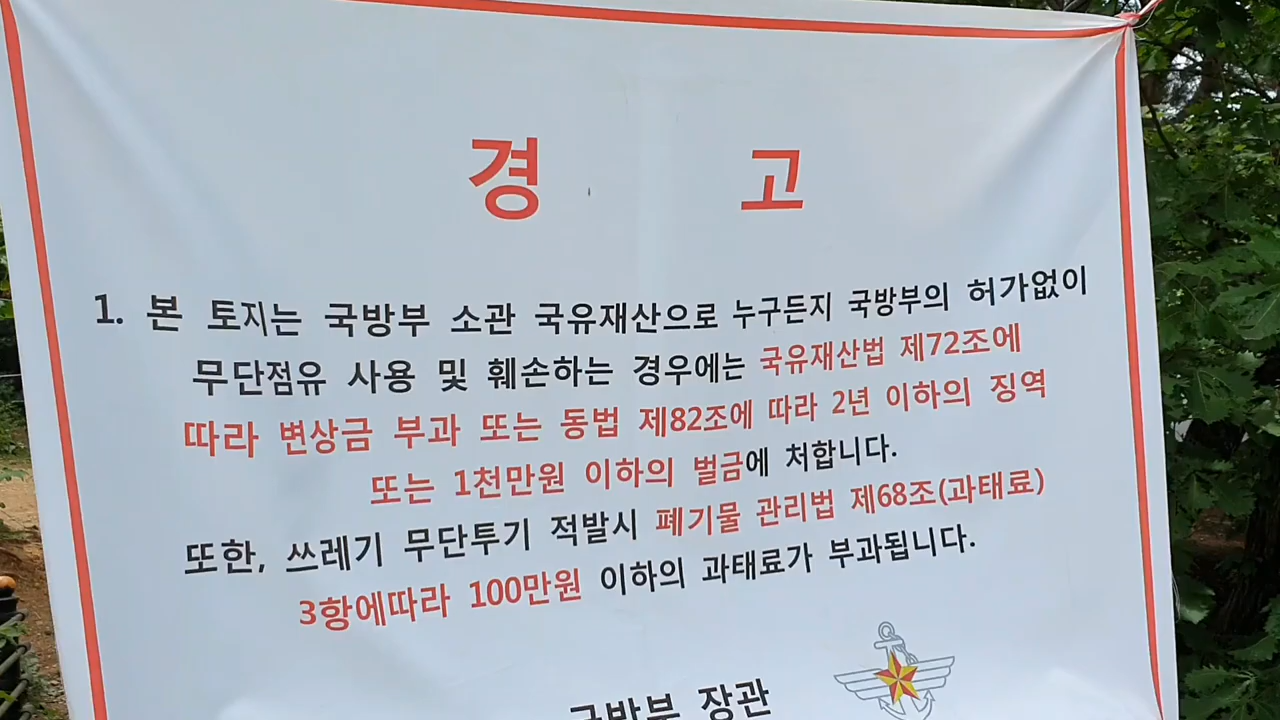 경 고
1. 본 토지는 국방부 소관 국유재산으로 누구든지 국방부의 허가없이
무단점유 사용 및 훼손하는 경우에는 국유재산법 제72조에
따라 변상금 부과 또는 동법 제82조에 따라 2년 이하의 징역
또는 1천만원 이하의 벌금에 처합니다.
또한, 쓰레기 무단투기 적발시 폐기물 관리법 제68조(과태료)
3항에따라 100만원 이하의 과태료가 부과됩니다.
국방부 장관